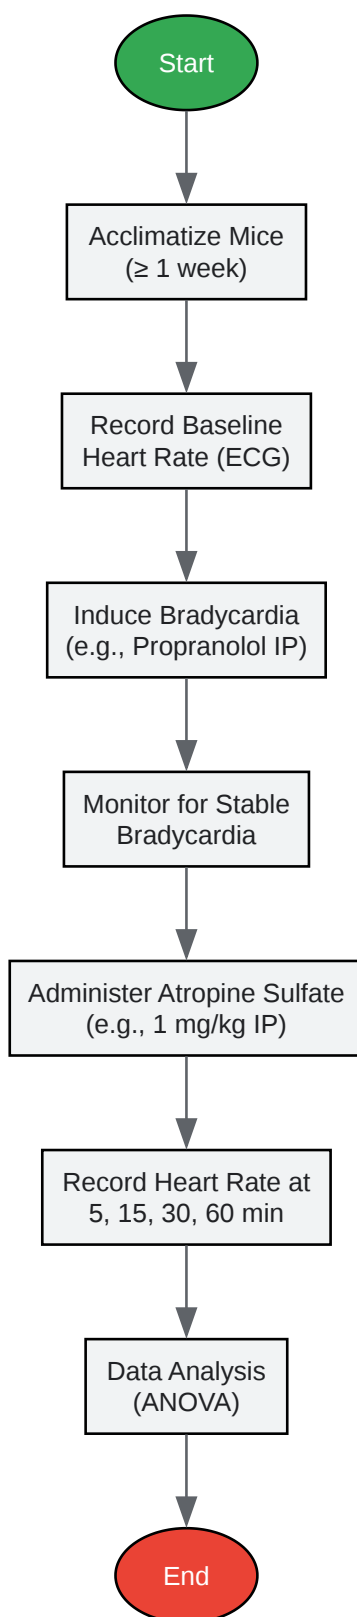 Start
Acclimatize Mice
(≥ 1 week)
Record Baseline
Heart Rate (ECG)
Induce Bradycardia
(e.g., Propranolol IP)
Monitor for Stable
Bradycardia
Administer Atropine Sulfate
(e.g., 1 mg/kg IP)
Record Heart Rate at
5, 15, 30, 60 min
Data Analysis
(ANOVA)
End